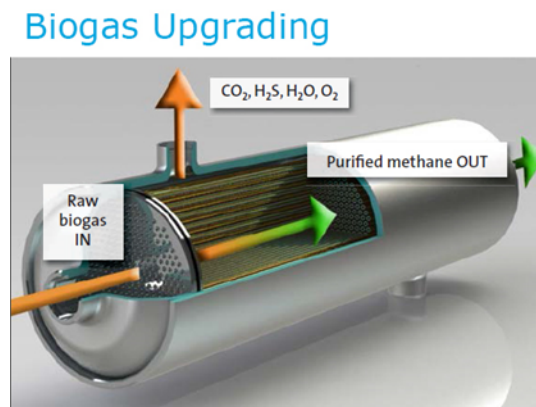 Biogas Upgrading
CO₂, H₂S, H₂O, O₂
Purified methane OUT
Raw
biogas
IN